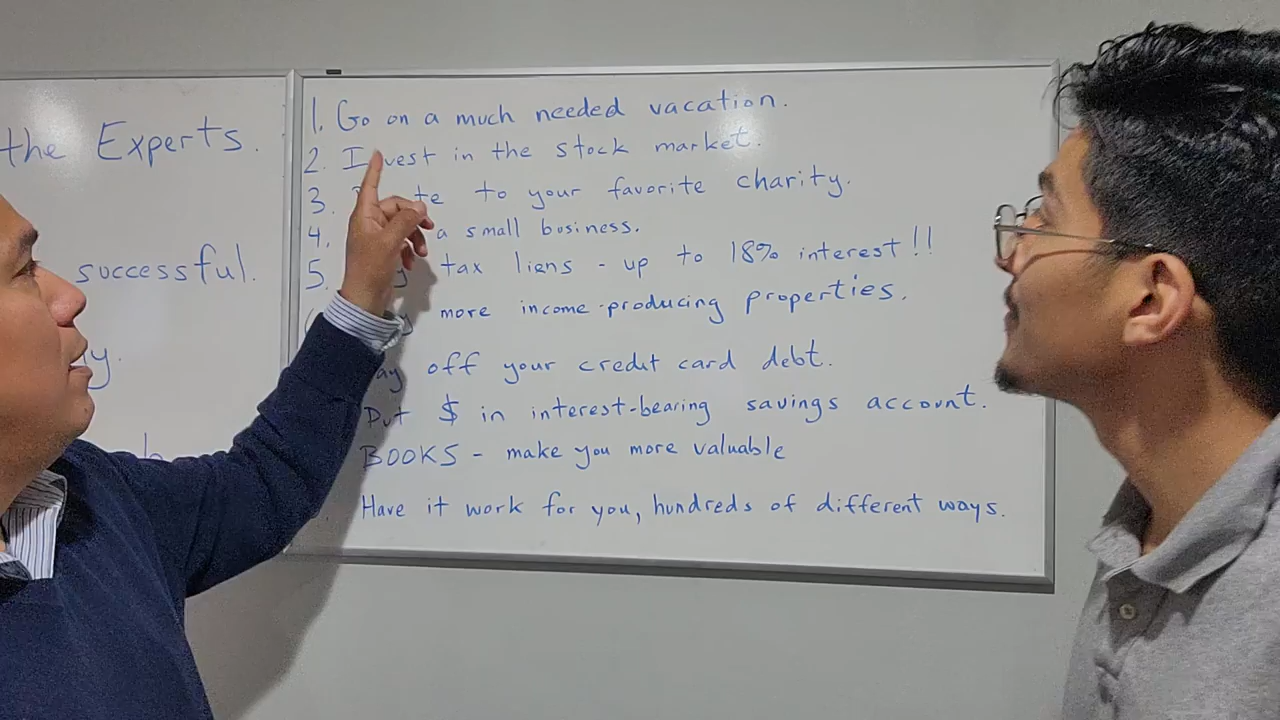 the Experts.
successful.
1. Go on a much needed vacation.
2. Invest in the stock market.
3. to your favorite charity.
4. a small business.
5. tax liens - up to 18% interest!!
more income-producing properties.
off your credit card debt.
Put $ in interest-bearing savings account.
BOOKS - make you more valuable
Have it work for you, hundreds of different ways.